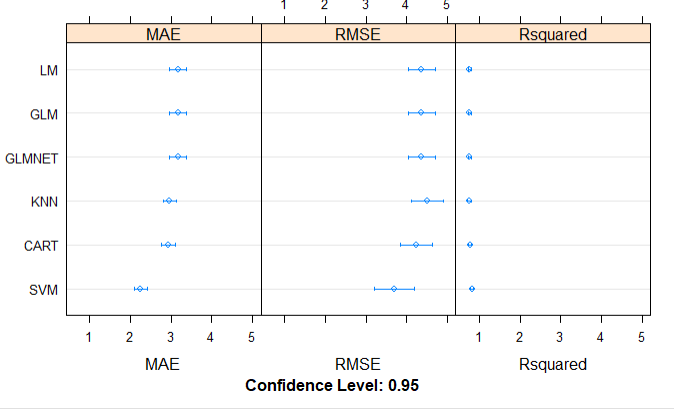 1 2 3 4 5
MAE RMSE Rsquared
LM
GLM
GLMNET
KNN
CART
SVM
1 2 3 4 5 1 2 3 4 5
MAE RMSE Rsquared
Confidence Level: 0.95